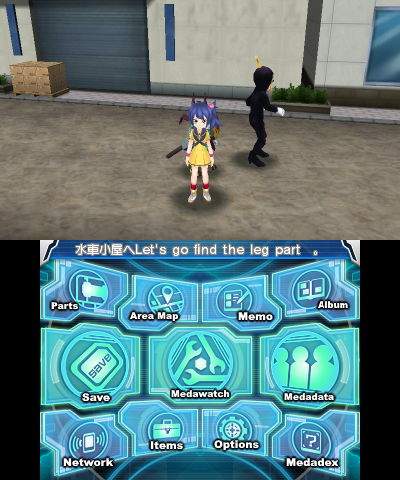 水車小屋へLet's go find the leg part 。
Parts
Area Map
Memo
Album
save
Save
Medawatch
Medadata
Network
Items
Options
Medadex